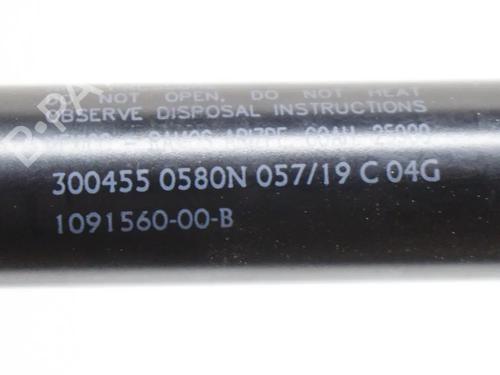 NOT OPEN, DO NOT HEAT
OBSERVE DISPOSAL INSTRUCTIONS
300455 0580N 057/19 C 04G
1091560-00-B